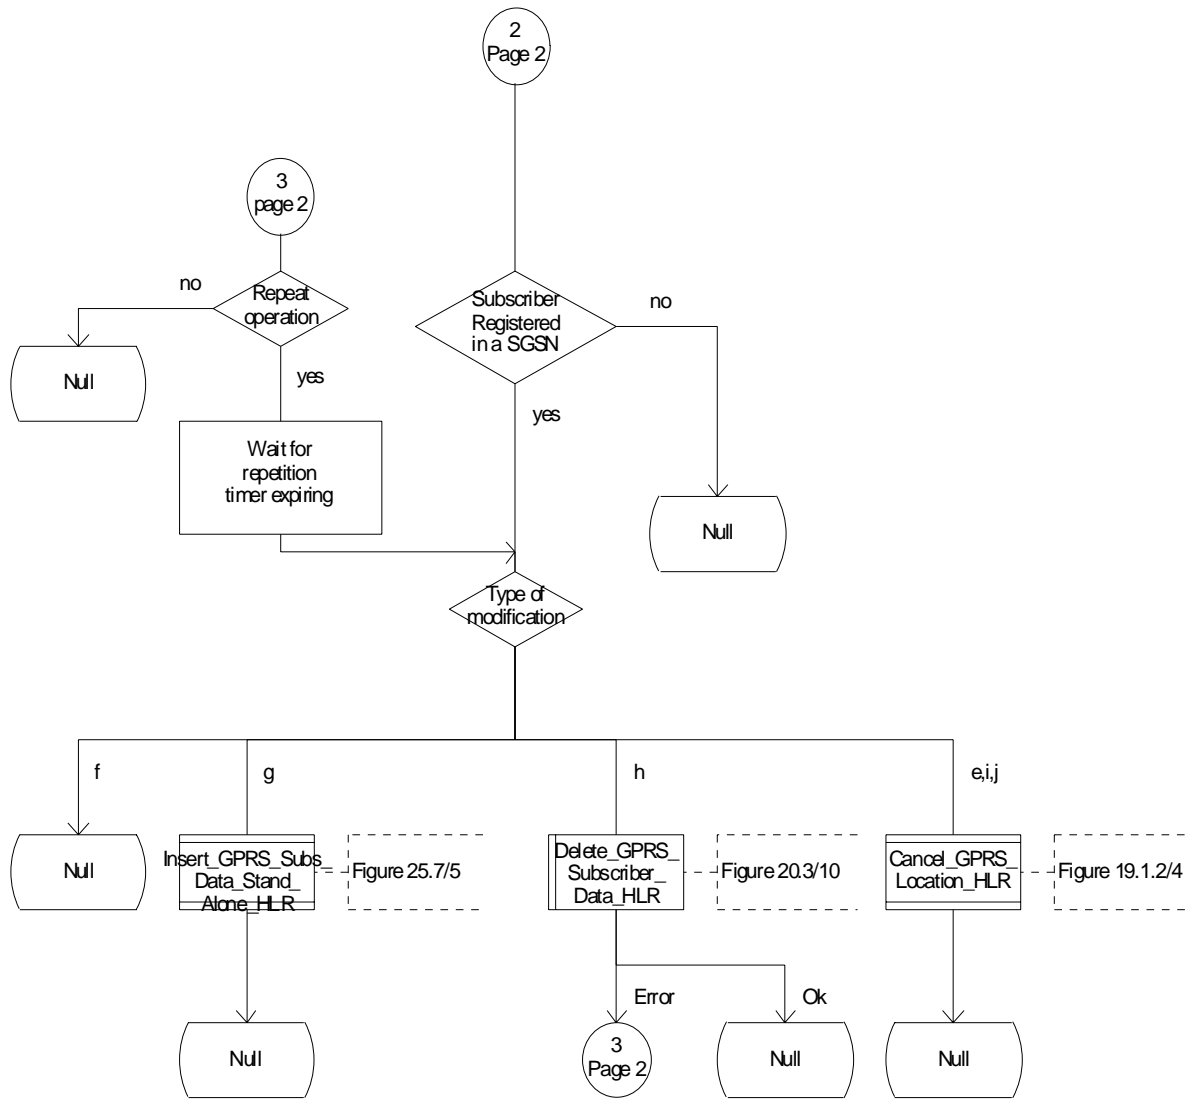 2
Page 2
3
page 2
no
Repeat
operation
Subscriber
Registered
in a SGSN
no
Null
yes
yes
Wait for
repetition
timer expiring
Null
Type of
modification
f
g
h
e,i,j
Null
Insert_GPRS_Subs_
Data_Stand_
Alone_HLR
Figure 25.7/5
Delete_GPRS_
Subscriber_
Data_HLR
Figure 20.3/10
Cancel_GPRS_
Location_HLR
Figure 19.1.2/4
Error
Ok
Null
3
Page 2
Null
Null